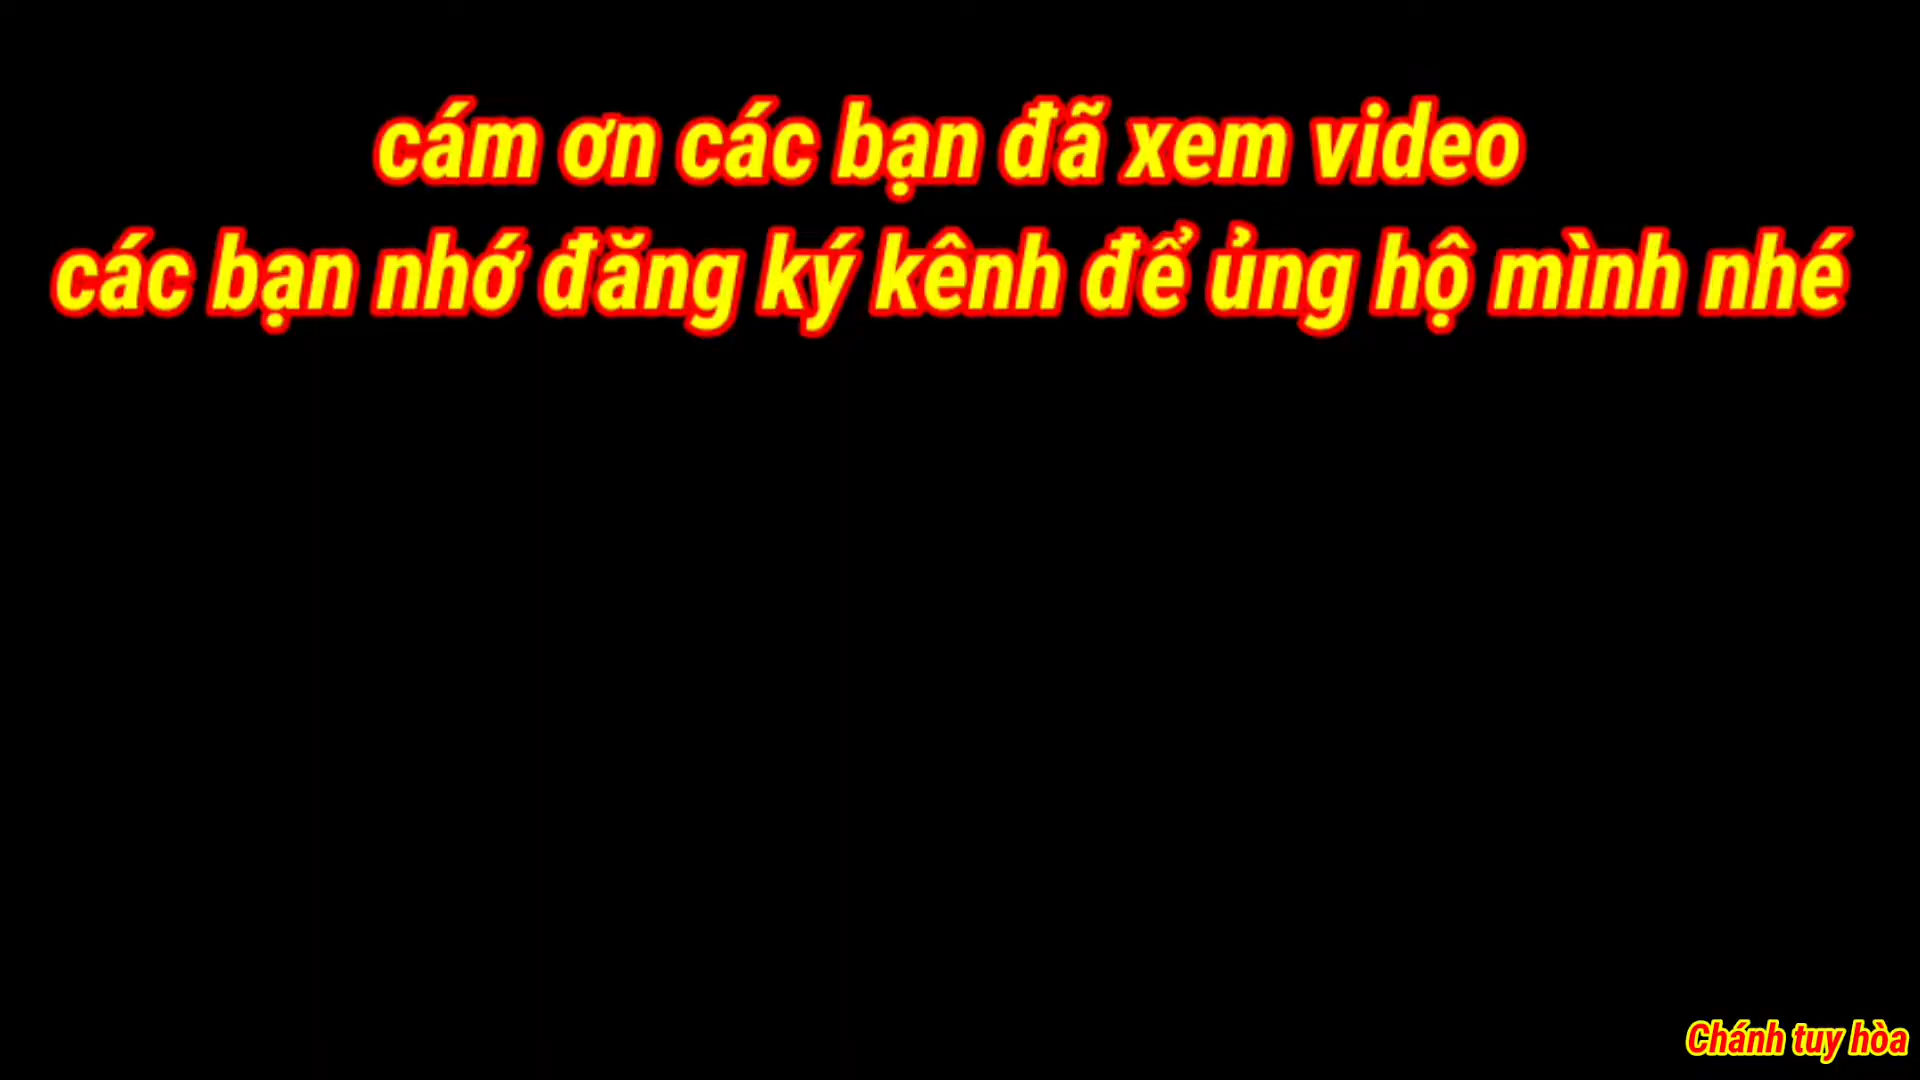 cám ơn các bạn đã xem video
các bạn nhớ đăng ký kênh để ủng hộ mình nhé
Chánh tuy hòa